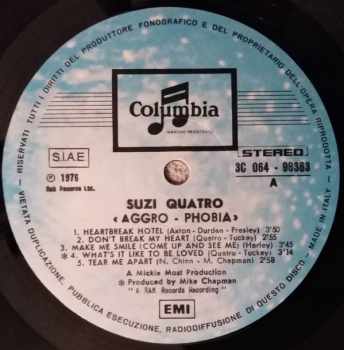 RISERVATI TUTTI I DIRITTI DEL PRODUTTORE FONOGRAFICO E DEL PROPRIETARIO DELL'OPERA RIPRODOTTA - MADE IN ITALY
Columbia
S.I.A.E
STEREO
3C 064 - 98363
A
℗ 1976
Rak Records Ltd.
SUZI QUATRO
«AGGRO - PHOBIA»
1. HEARTBREAK HOTEL (Axton - Durden - Presley) 3'50
2. DON'T BREAK MY HEART (Quatro - Tuckey) 2'55
3. MAKE ME SMILE (COME UP AND SEE ME) (Harley) 3'45
* 4. WHAT'S IT LIKE TO BE LOVED (Quatro - Tuckey) 3'14
5. TEAR ME APART (N. Chinn - M. Chapman) 2'58
A Mickie Most Production
* Produced by Mike Chapman
"A RAK Records Recording"
EMI
VIETATA DUPLICAZIONE, PUBBLICA ESECUZIONE, RADIODIFFUSIONE DI QUESTO DISCO